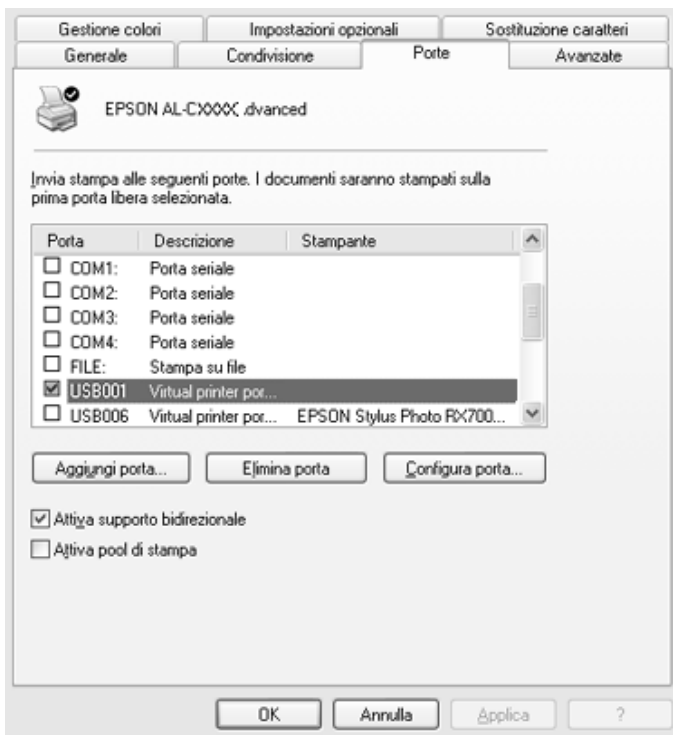 Gestione colori Impostazioni opzionali Sostituzione caratteri
Generale Condivisione Porte Avanzate
EPSON AL-CXXXX, dvanced
Invia stampa alle seguenti porte. I documenti saranno stampati sulla
prima porta libera selezionata.
Porta Descrizione Stampante
COM1: Porta seriale
COM2: Porta seriale
COM3: Porta seriale
COM4: Porta seriale
FILE: Stampa su file
USB001 Virtual printer por...
USB006 Virtual printer por... EPSON Stylus Photo RX700...
Aggiungi porta... Elimina porta Configura porta...
Attiva supporto bidirezionale
Attiva pool di stampa
OK Annulla Applica ?